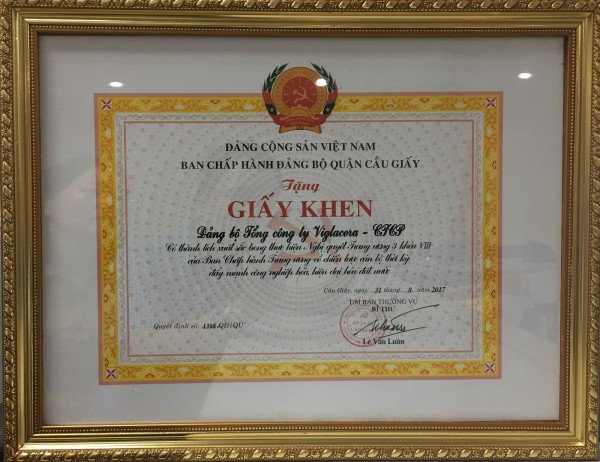 ĐẢNG CỘNG SẢN VIỆT NAM
BAN CHẤP HÀNH ĐẢNG BỘ QUẬN CẦU GIẤY
Tặng
GIẤY KHEN
Đảng bộ Tổng công ty Viglacera - CTCP
Có thành tích xuất sắc trong thực hiện Nghị quyết Trung ương 3 khóa VIII
của Ban Chấp hành Trung ương về chiến lược cán bộ thời kỳ
đẩy mạnh công nghiệp hóa, hiện đại hóa đất nước
Cầu Giấy, ngày 31 tháng 8 năm 2017
T/M BAN THƯỜNG VỤ
BÍ THƯ
Quyết định số: 4398-QĐ/QU
Lê Văn Luân